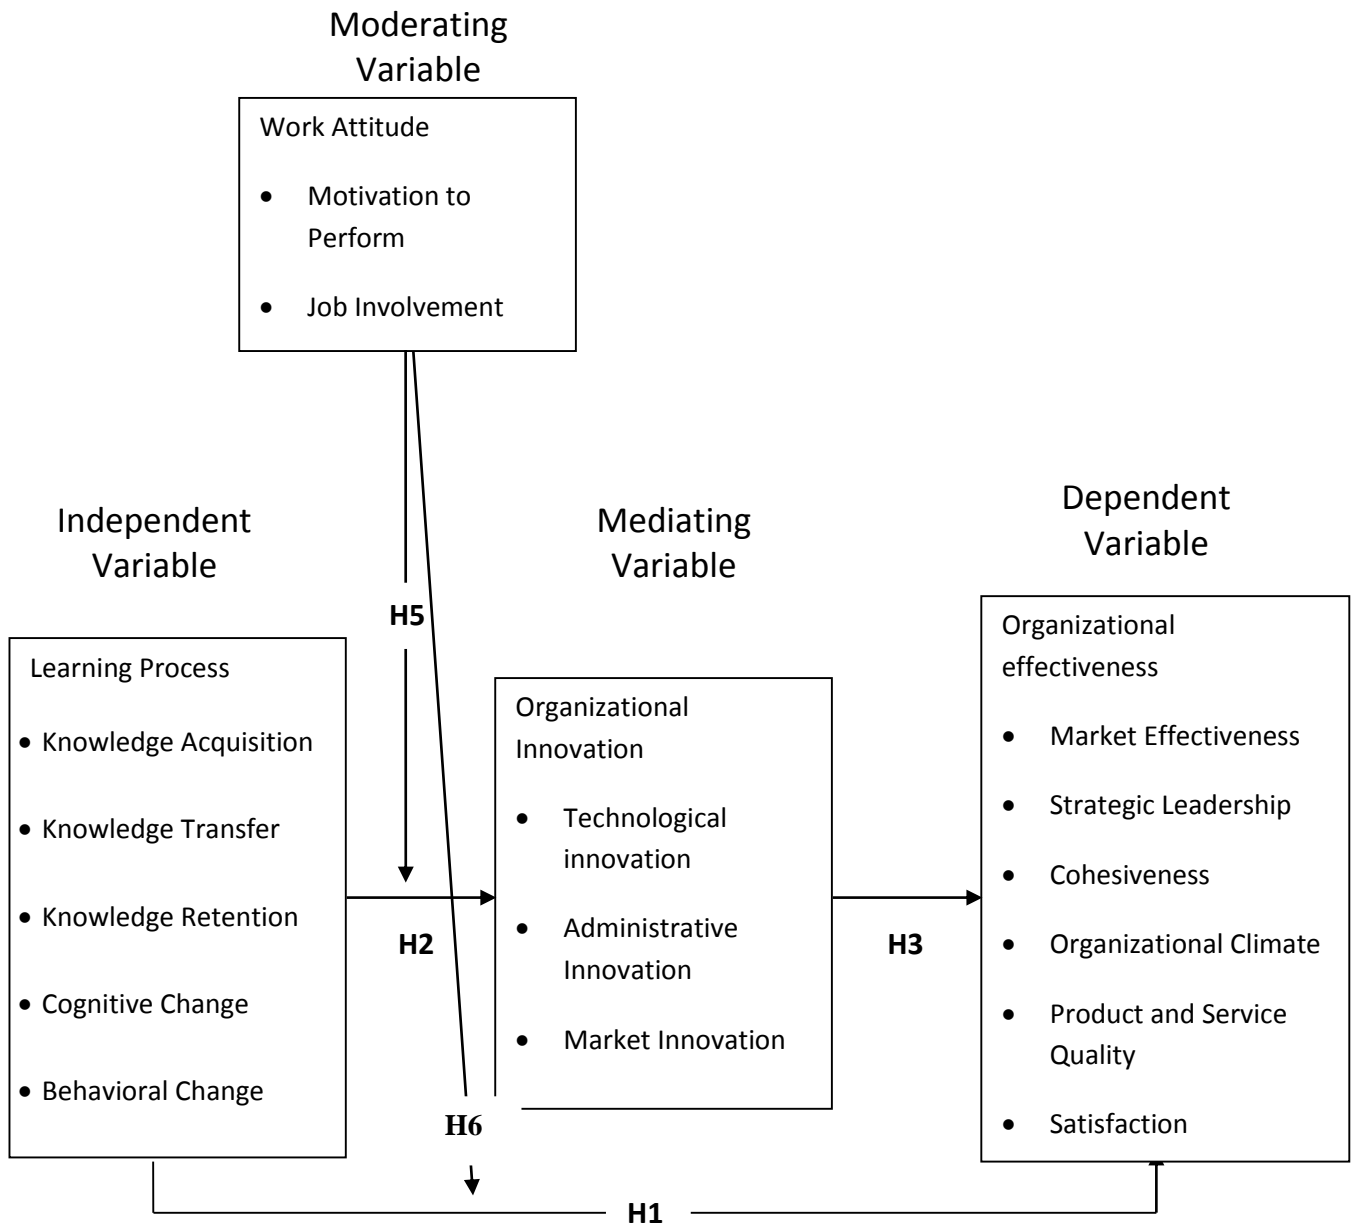 Moderating
Variable
Work Attitude
• Motivation to
Perform
• Job Involvement
Independent
Variable
Mediating
Variable
Dependent
Variable
H5
Learning Process
• Knowledge Acquisition
• Knowledge Transfer
• Knowledge Retention
• Cognitive Change
• Behavioral Change
H2
Organizational
Innovation
• Technological
innovation
• Administrative
Innovation
• Market Innovation
H3
Organizational
effectiveness
• Market Effectiveness
• Strategic Leadership
• Cohesiveness
• Organizational Climate
• Product and Service
Quality
• Satisfaction
H6
H1